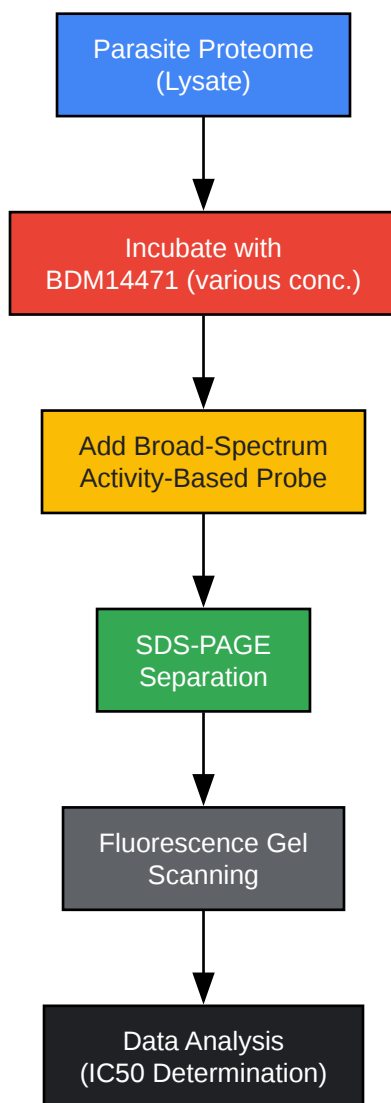 Parasite Proteome
(Lysate)
Incubate with
BDM14471 (various conc.)
Add Broad-Spectrum
Activity-Based Probe
SDS-PAGE
Separation
Fluorescence Gel
Scanning
Data Analysis
(IC50 Determination)